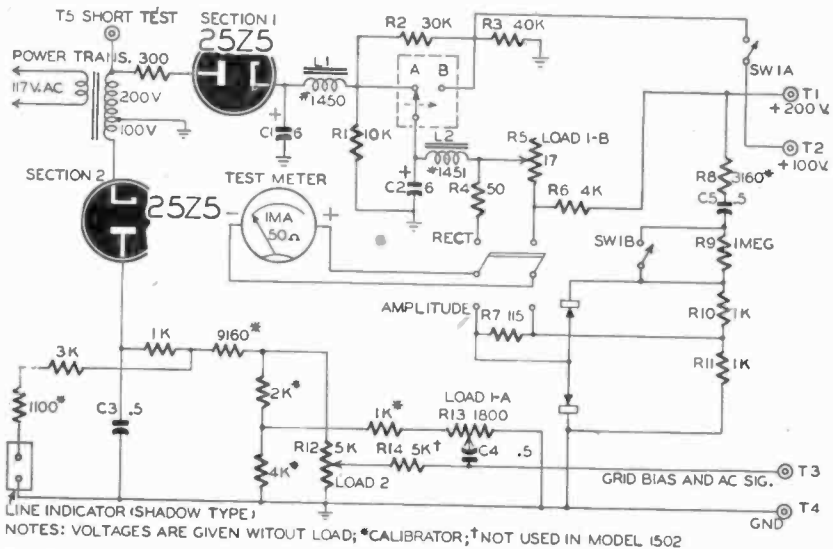 T5 SHORT TEST
SECTION 1
25Z5
POWER TRANS.
300
117V.AC
200V
100V
L1
*1450
C1
+
6
R1 10K
R2 30K
R3 40K
A B
L2
*1451
+
C2 6
R4 50
R5 LOAD 1-B
17
R6 4K
SW1A
T1
+200V.
T2
+100V.
R8 3160*
C5 .5
R9 1MEG
SW1B
R10 1K
R11 1K
SECTION 2
25Z5
TEST METER
- +
1MA
50Ω
RECT
AMPLITUDE
R7 115
3K
1K
9160*
1100*
C3 .5
2K*
4K*
1K*
LOAD 1-A
R13 1800
R12 5K
LOAD 2
R14 5K†
C4 .5
GRID BIAS AND AC SIG.
T3
T4
GND
LINE INDICATOR (SHADOW TYPE)
NOTES: VOLTAGES ARE GIVEN WITOUT LOAD; *CALIBRATOR; †NOT USED IN MODEL 1502